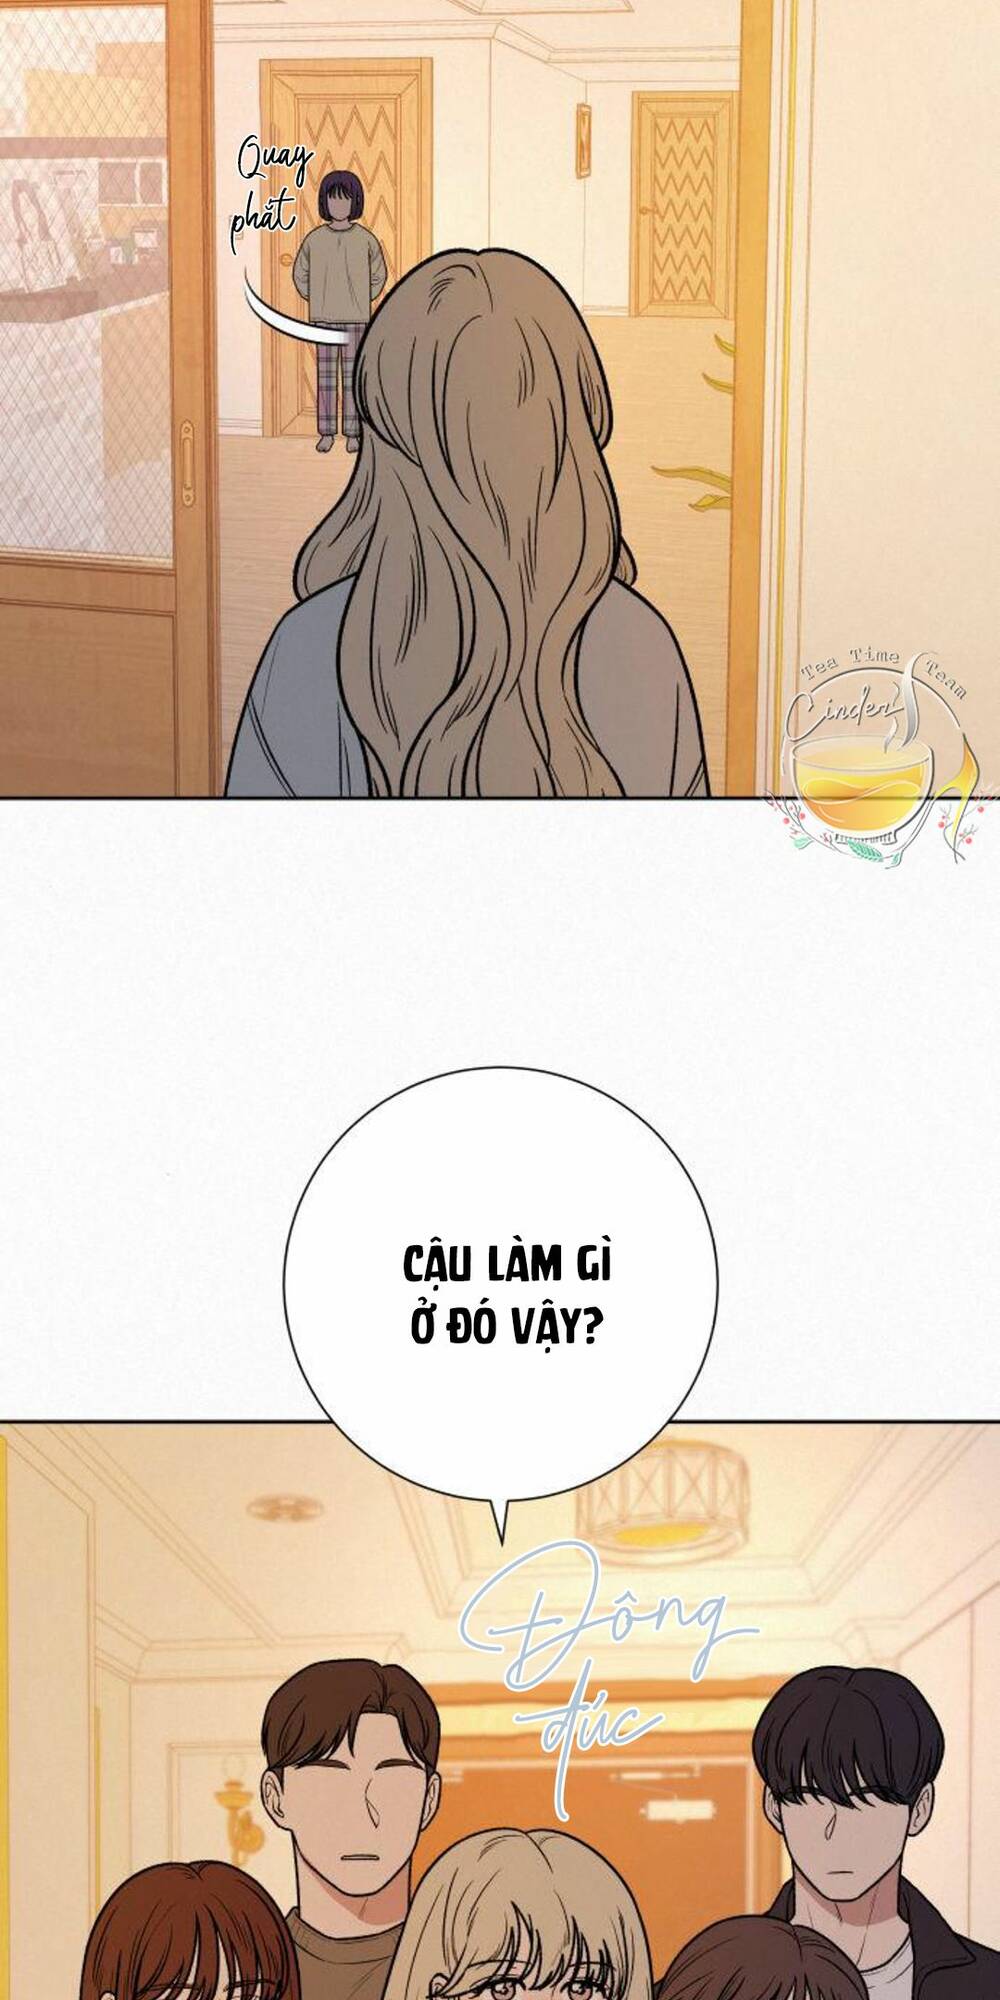 Quay
phắt
Tea Time Team
Cinder
CẬU LÀM GÌ
Ở ĐÓ VẬY?
Đông
đúc